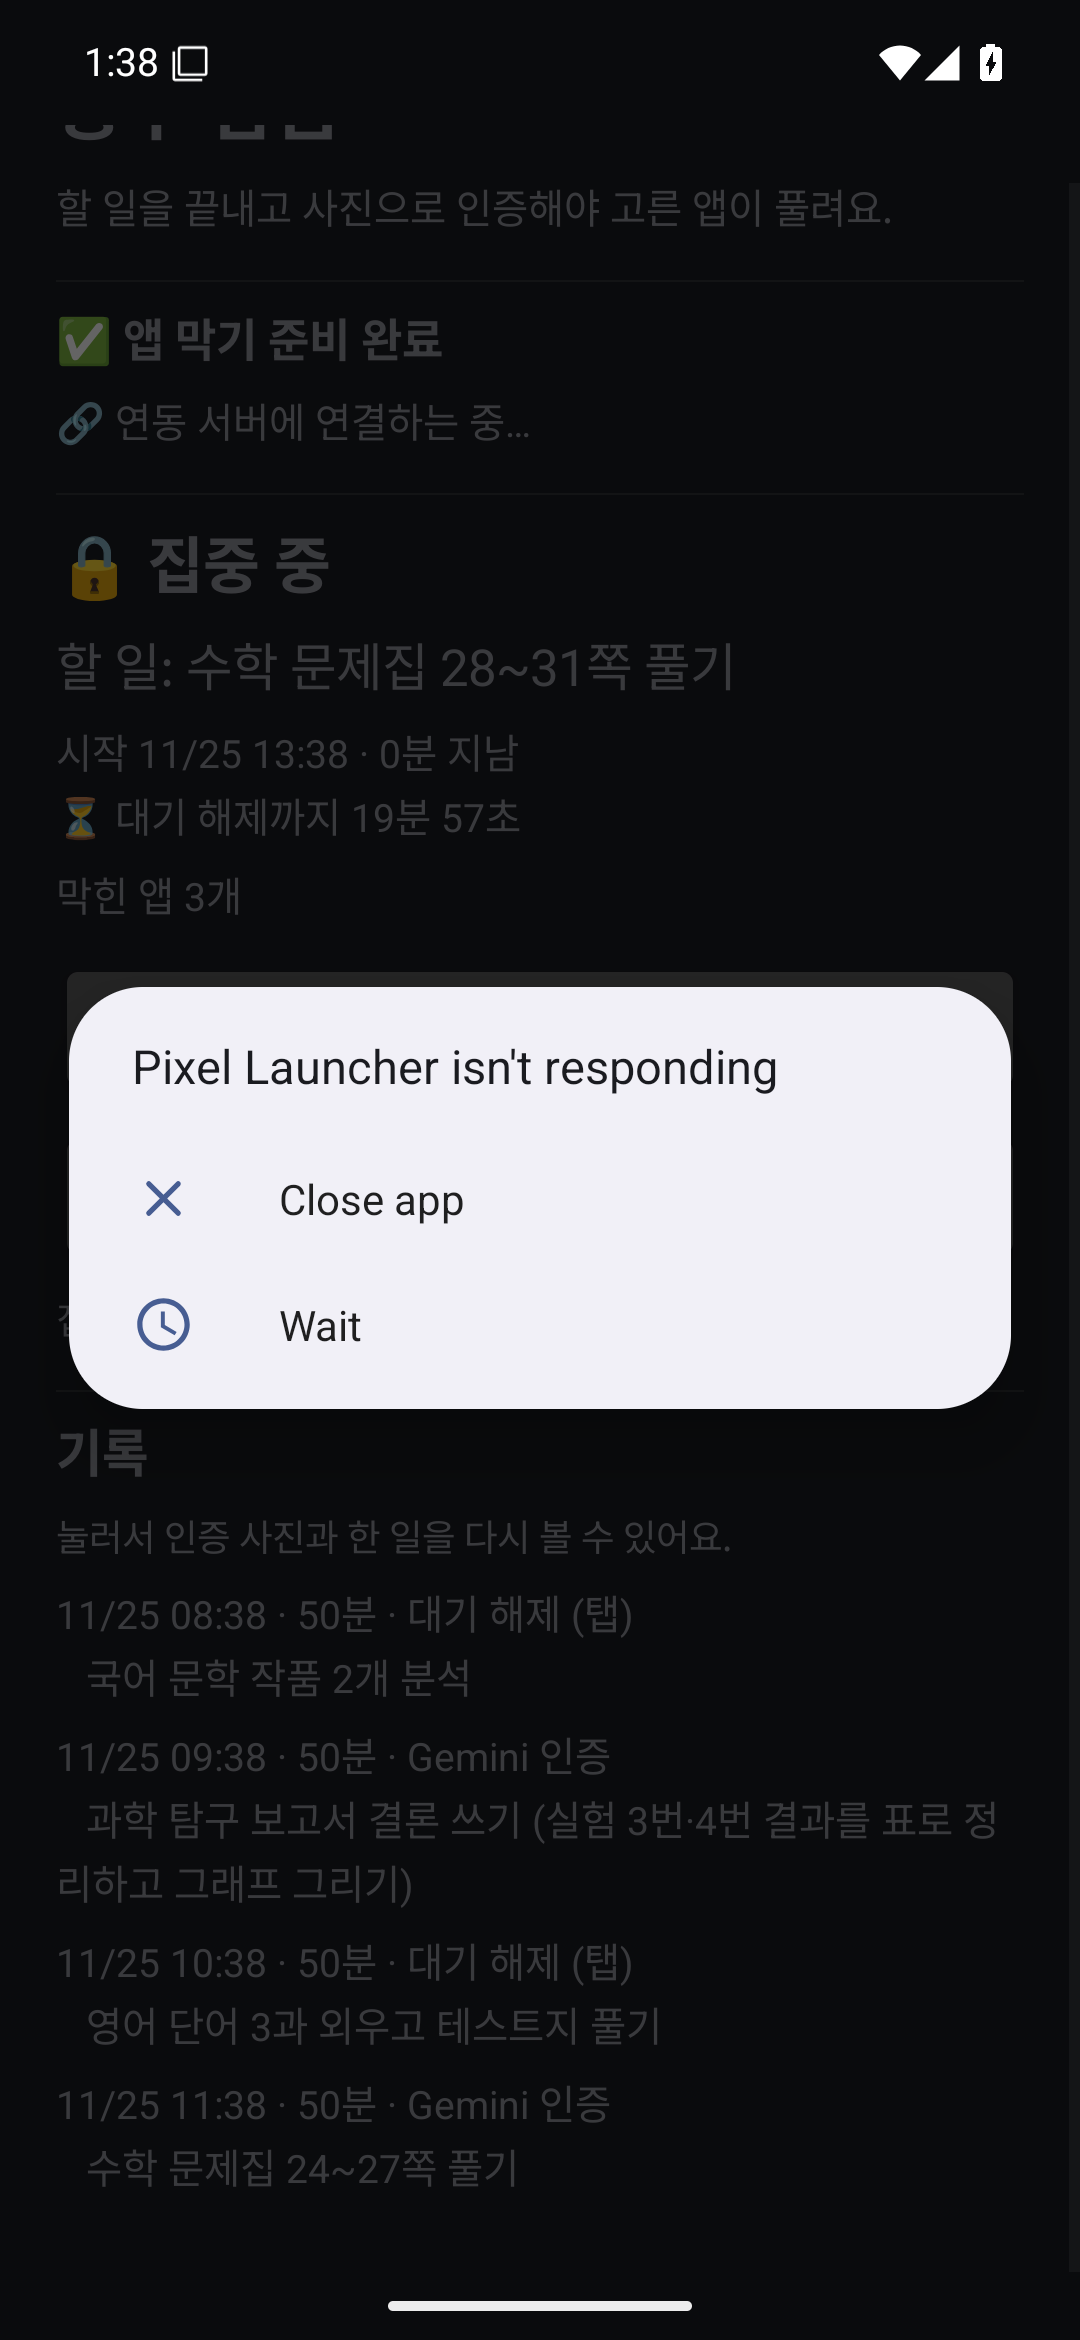 1:38
할 일을 끝내고 사진으로 인증해야 고른 앱이 풀려요.
✅ 앱 막기 준비 완료
🔗 연동 서버에 연결하는 중...
🔒 집중 중
할 일: 수학 문제집 28~31쪽 풀기
시작 11/25 13:38 · 0분 지남
⏳ 대기 해제까지 19분 57초
막힌 앱 3개
Pixel Launcher isn't responding
Close app
Wait
기록
눌러서 인증 사진과 한 일을 다시 볼 수 있어요.
11/25 08:38 · 50분 · 대기 해제 (탭)
국어 문학 작품 2개 분석
11/25 09:38 · 50분 · Gemini 인증
과학 탐구 보고서 결론 쓰기 (실험 3번·4번 결과를 표로 정
리하고 그래프 그리기)
11/25 10:38 · 50분 · 대기 해제 (탭)
영어 단어 3과 외우고 테스트지 풀기
11/25 11:38 · 50분 · Gemini 인증
수학 문제집 24~27쪽 풀기